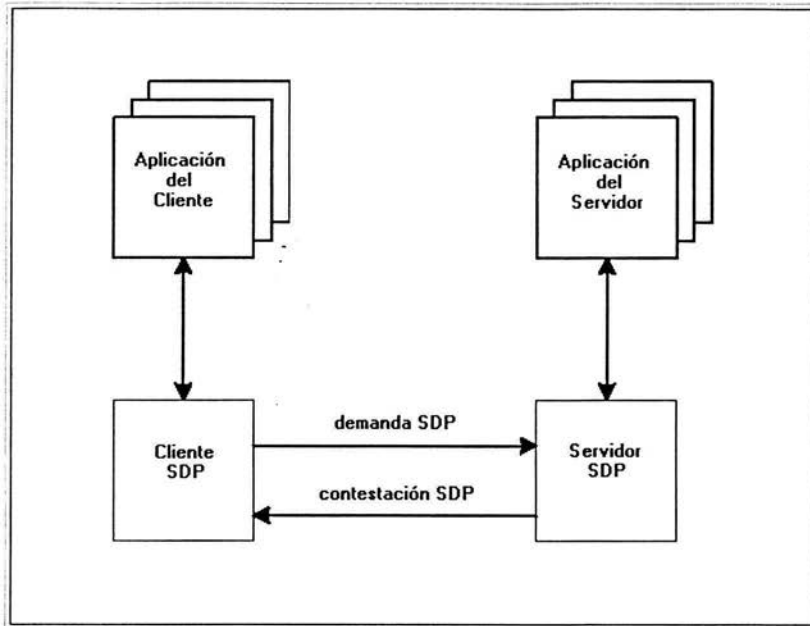 Aplicación
del
Cliente
Aplicación
del
Servidor
demanda SDP
Cliente
SDP
Servidor
SDP
contestación SDP